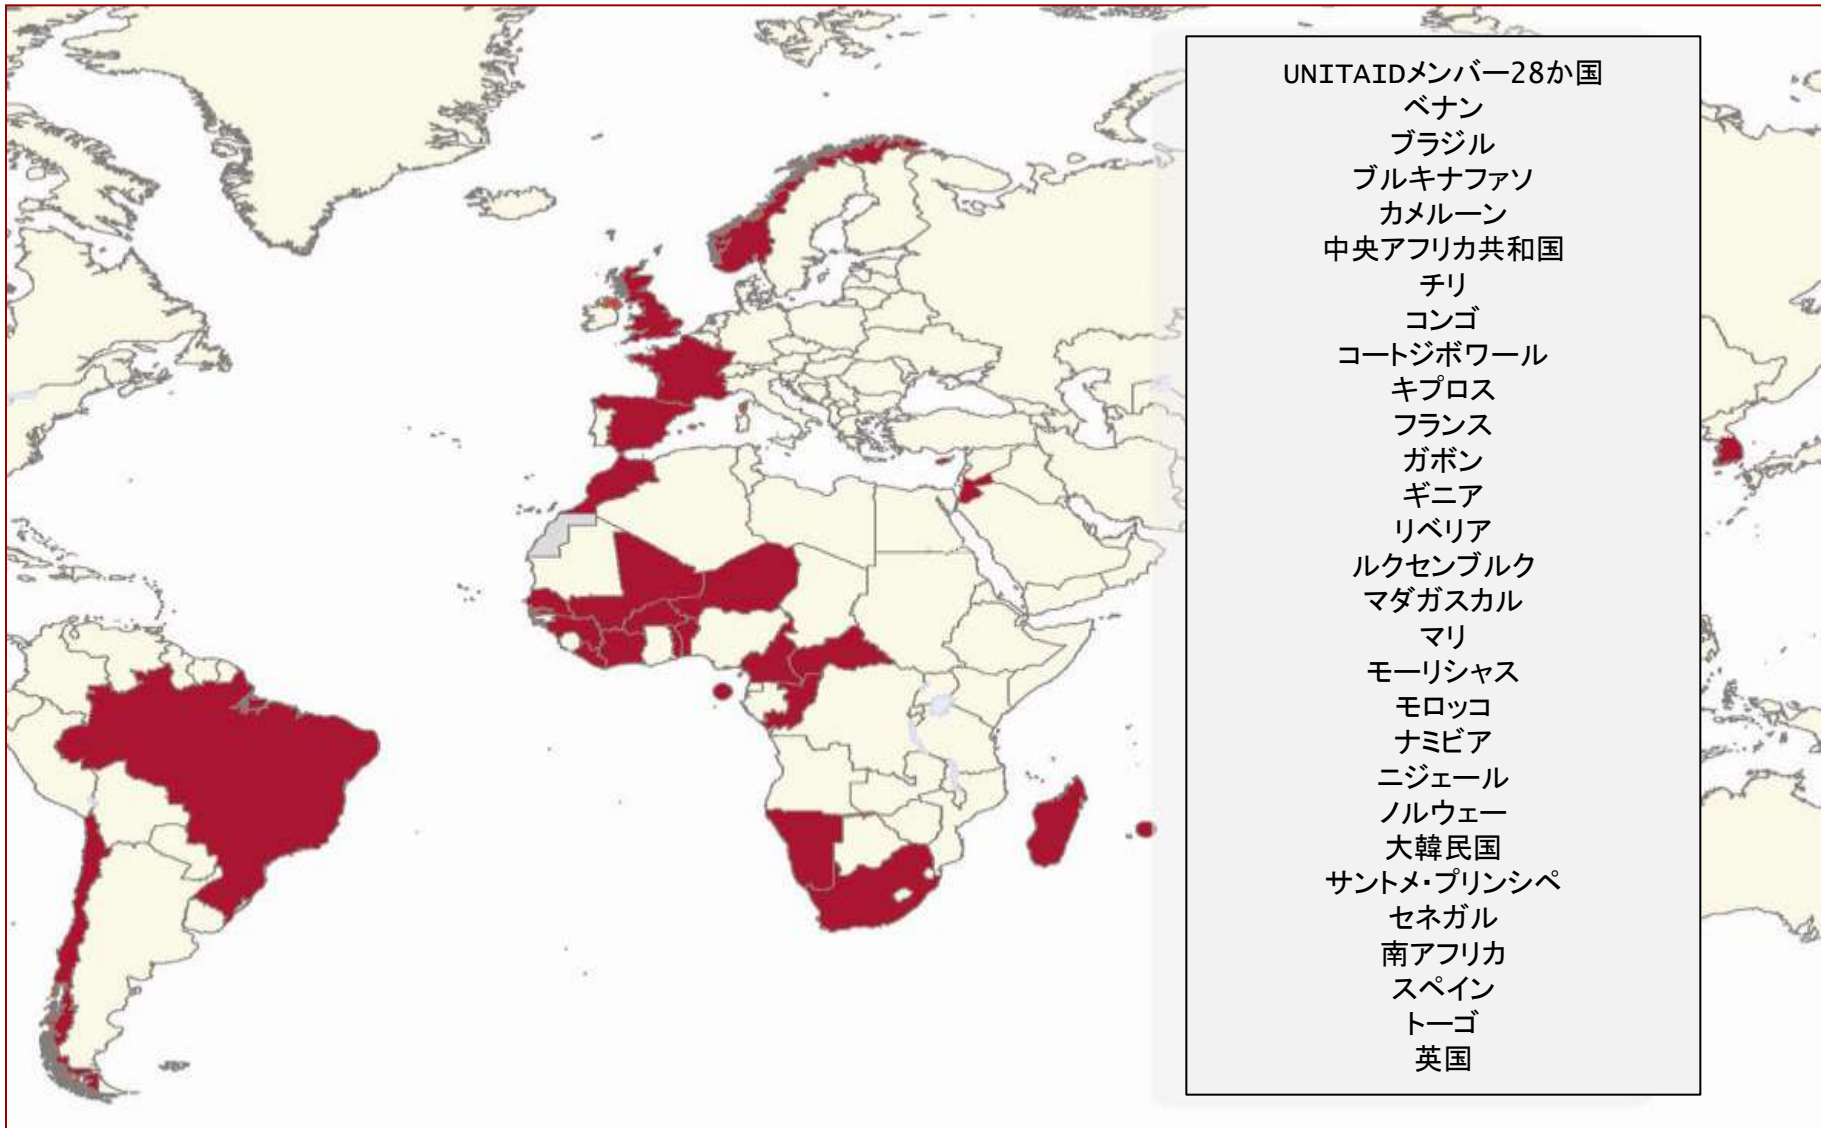 UNITAIDメンバー28か国
ベナン
ブラジル
ブルキナファソ
カメルーン
中央アフリカ共和国
チリ
コンゴ
コートジボワール
キプロス
フランス
ガボン
ギニア
リベリア
ルクセンブルク
マダガスカル
マリ
モーリシャス
モロッコ
ナミビア
ニジェール
ノルウェー
大韓民国
サントメ・プリンシペ
セネガル
南アフリカ
スペイン
トーゴ
英国